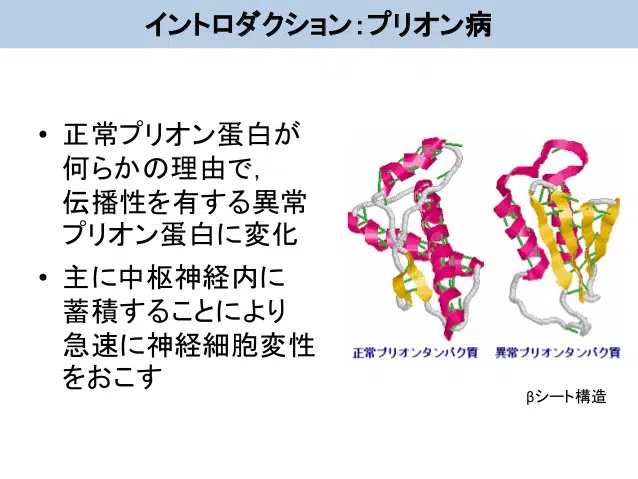 イントロダクション：プリオン病
• 正常プリオン蛋白が
何らかの理由で，
伝播性を有する異常
プリオン蛋白に変化
• 主に中枢神経内に
蓄積することにより
急速に神経細胞変性
をおこす
正常プリオンタンパク質
異常プリオンタンパク質
βシート構造